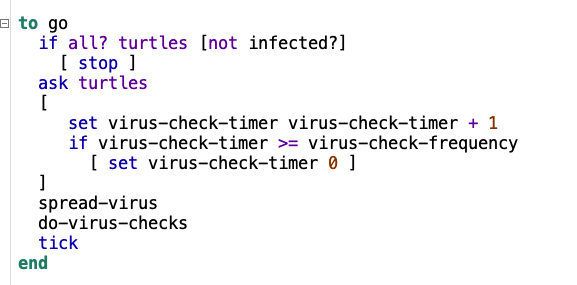 to go
  if all? turtles [not infected?]
    [ stop ]
  ask turtles
  [
     set virus-check-timer virus-check-timer + 1
     if virus-check-timer >= virus-check-frequency
       [ set virus-check-timer 0 ]
  ]
  spread-virus
  do-virus-checks
  tick
end